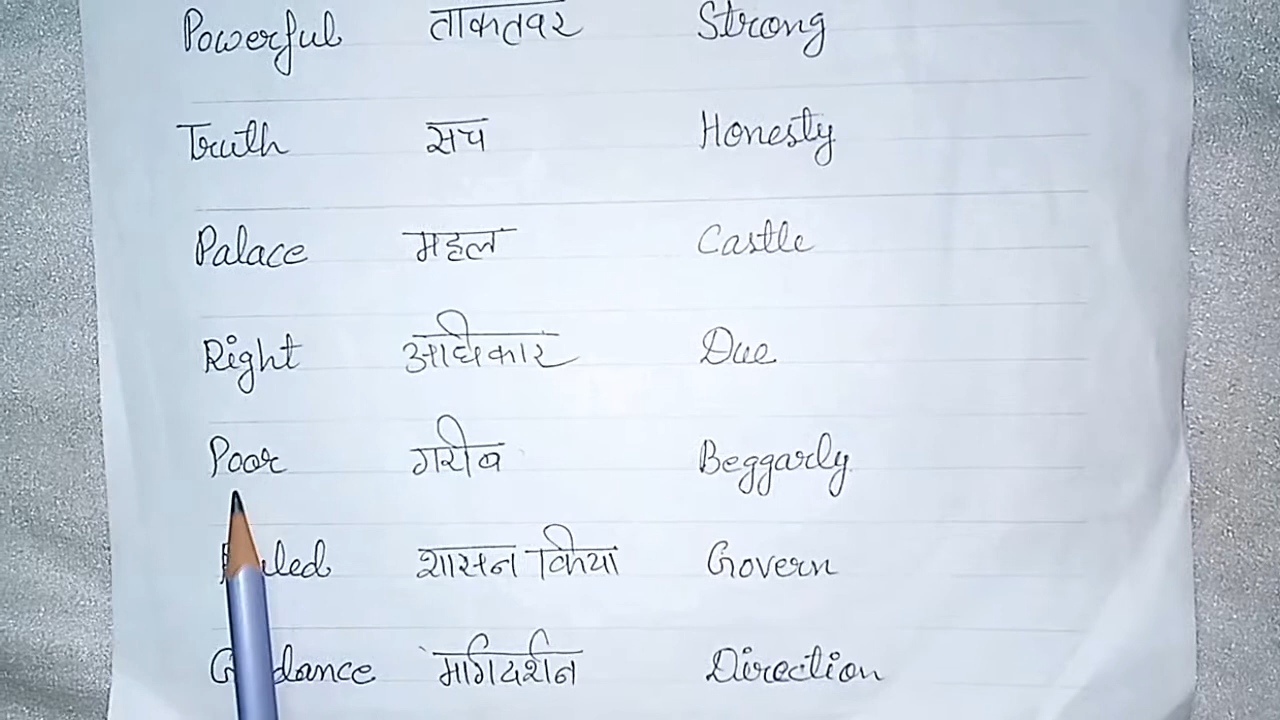 Powerful ताकतवर Strong
Truth सच Honesty
Palace महल Castle
Right अधिकार Due
Poor गरीब Beggarly
शासन किया Govern
मार्गदर्शन Direction